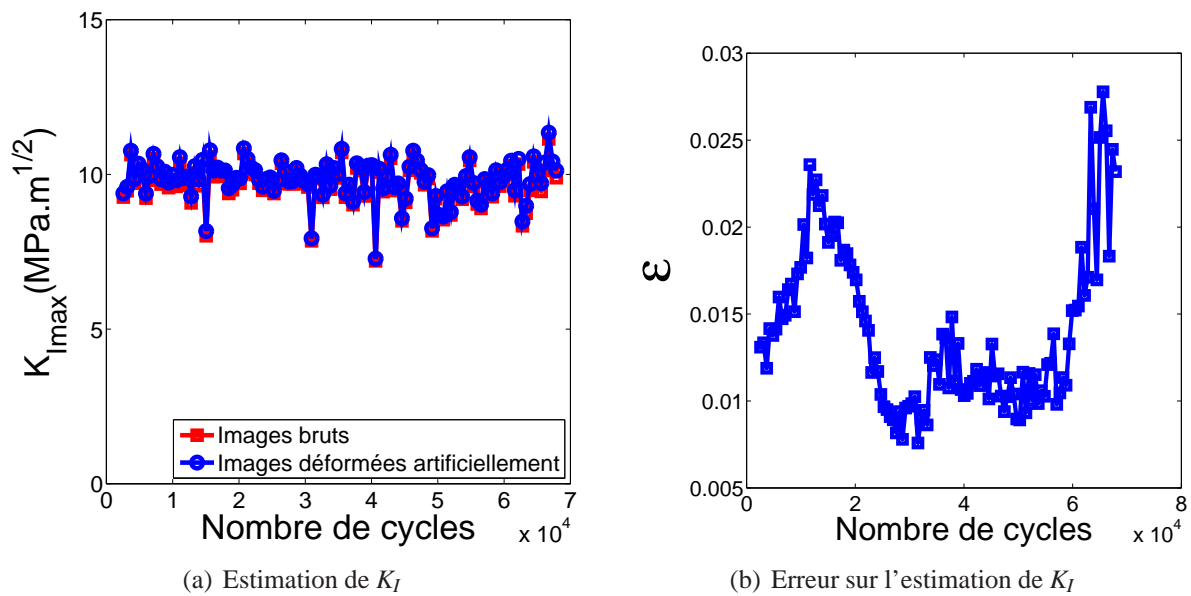 15
10
5
0
K_Imax(MPa.m^1/2)
Images bruts
Images déformées artificiellement
0 1 2 3 4 5 6 7
Nombre de cycles
x 10^4
(a) Estimation de K_I
0.03
0.025
0.02
0.015
0.01
0.005
ε
0 2 4 6 8
Nombre de cycles
x 10^4
(b) Erreur sur l'estimation de K_I